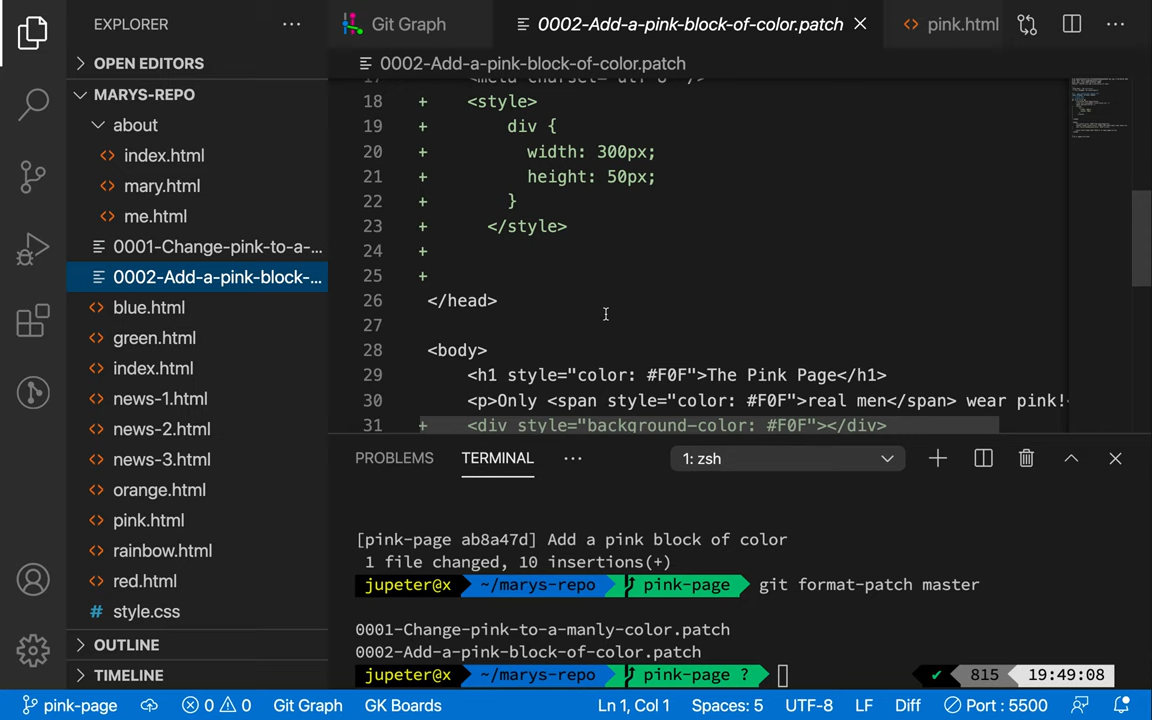 EXPLORER
Git Graph
0002-Add-a-pink-block-of-color.patch
pink.html
OPEN EDITORS
MARYS-REPO
about
index.html
mary.html
me.html
0001-Change-pink-to-a-...
0002-Add-a-pink-block-...
blue.html
green.html
index.html
news-1.html
news-2.html
news-3.html
orange.html
pink.html
rainbow.html
red.html
# style.css
OUTLINE
TIMELINE
0002-Add-a-pink-block-of-color.patch
17 <meta charset="utf-8" />
18 + <style>
19 + div {
20 + width: 300px;
21 + height: 50px;
22 + }
23 + </style>
24 +
25 +
26 </head>
27
28 <body>
29 <h1 style="color: #F0F">The Pink Page</h1>
30 <p>Only <span style="color: #F0F">real men</span> wear pink!
31 + <div style="background-color: #F0F"></div>
PROBLEMS TERMINAL ... 1: zsh
[pink-page ab8a47d] Add a pink block of color
1 file changed, 10 insertions(+)
jupeter@x ~/marys-repo pink-page git format-patch master
0001-Change-pink-to-a-manly-color.patch
0002-Add-a-pink-block-of-color.patch
jupeter@x ~/marys-repo pink-page ? ✔ 815 19:49:08
pink-page 0 0 Git Graph GK Boards Ln 1, Col 1 Spaces: 5 UTF-8 LF Diff Port : 5500